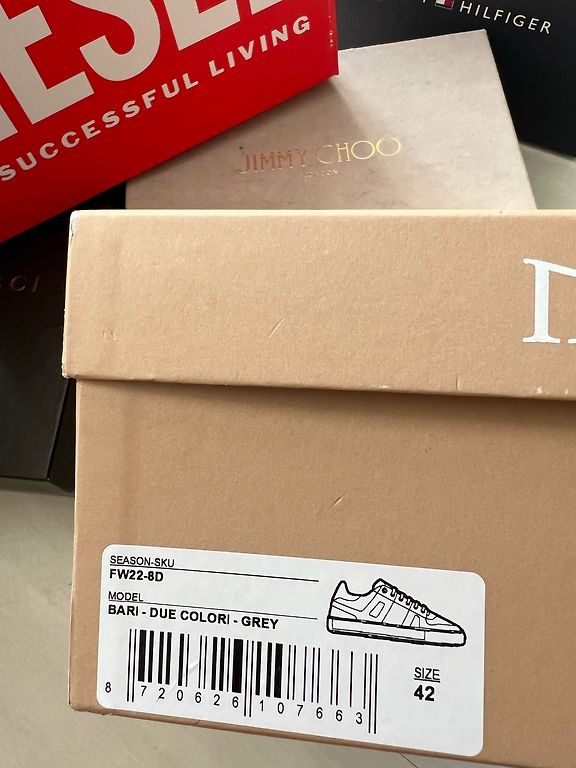 HILFIGER
SUCCESSFUL LIVING
JIMMY CHOO
LONDON
SEASON-SKU
FW22-8D
MODEL
BARI - DUE COLORI - GREY
SIZE
42
8 720626 107663